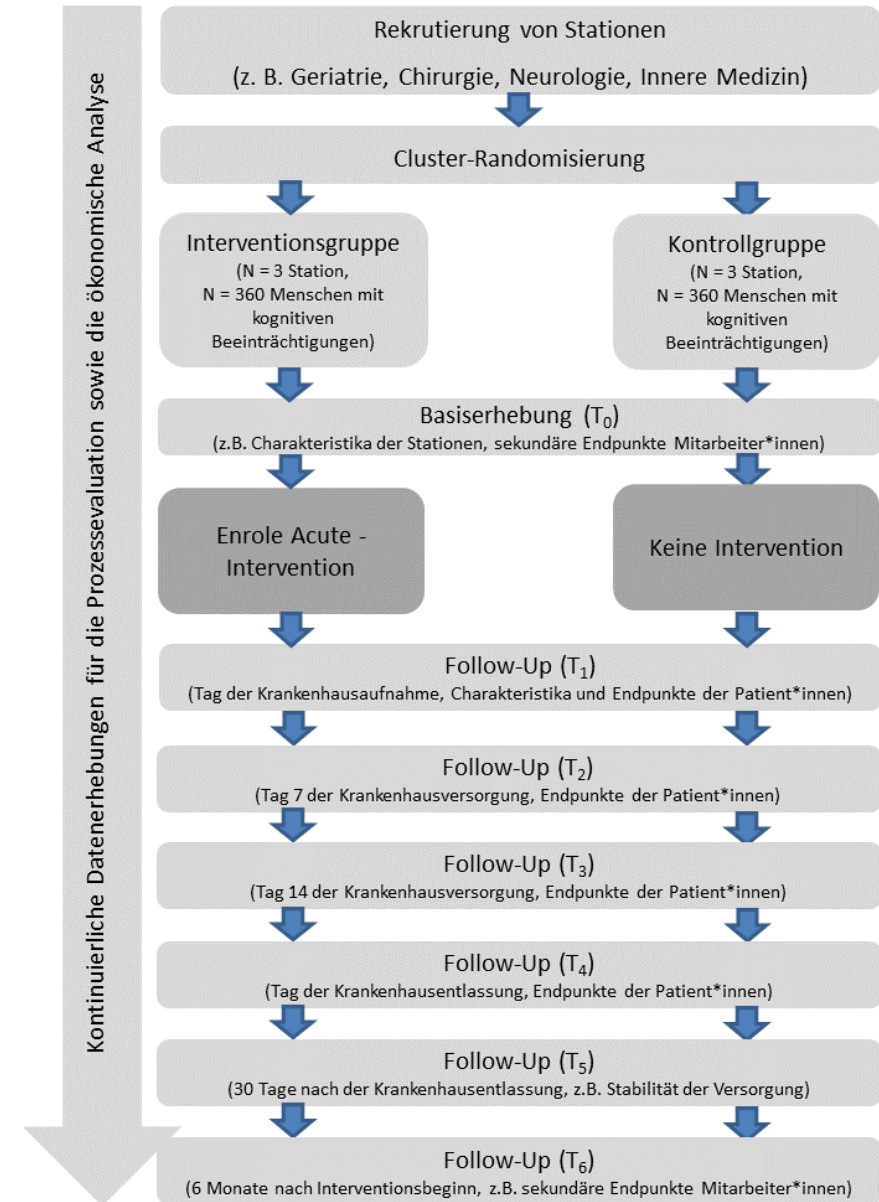 Kontinuierliche Datenerhebungen für die Prozessevaluation sowie die ökonomische Analyse
Rekrutierung von Stationen
(z. B. Geriatrie, Chirurgie, Neurologie, Innere Medizin)
Cluster-Randomisierung
Interventionsgruppe
(N = 3 Station,
N = 360 Menschen mit
kognitiven
Beeinträchtigungen)
Kontrollgruppe
(N = 3 Station,
N = 360 Menschen mit
kognitiven
Beeinträchtigungen)
Basiserhebung (T₀)
(z.B. Charakteristika der Stationen, sekundäre Endpunkte Mitarbeiter*innen)
Enrole Acute -
Intervention
Keine Intervention
Follow-Up (T₁)
(Tag der Krankenhausaufnahme, Charakteristika und Endpunkte der Patient*innen)
Follow-Up (T₂)
(Tag 7 der Krankenhausversorgung, Endpunkte der Patient*innen)
Follow-Up (T₃)
(Tag 14 der Krankenhausversorgung, Endpunkte der Patient*innen)
Follow-Up (T₄)
(Tag der Krankenhausentlassung, Endpunkte der Patient*innen)
Follow-Up (T₅)
(30 Tage nach der Krankenhausentlassung, z.B. Stabilität der Versorgung)
Follow-Up (T₆)
(6 Monate nach Interventionsbeginn, z.B. sekundäre Endpunkte Mitarbeiter*innen)